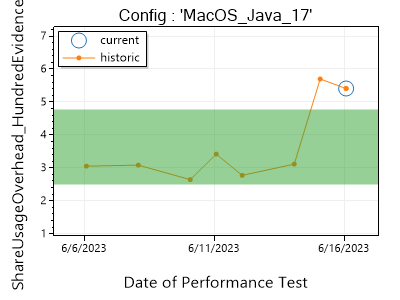 Config : 'MacOS_Java_17'
current
historic
ShareUsageOverhead_HundredEvidence
7
6
5
4
3
2
1
6/6/2023
6/11/2023
6/16/2023
Date of Performance Test